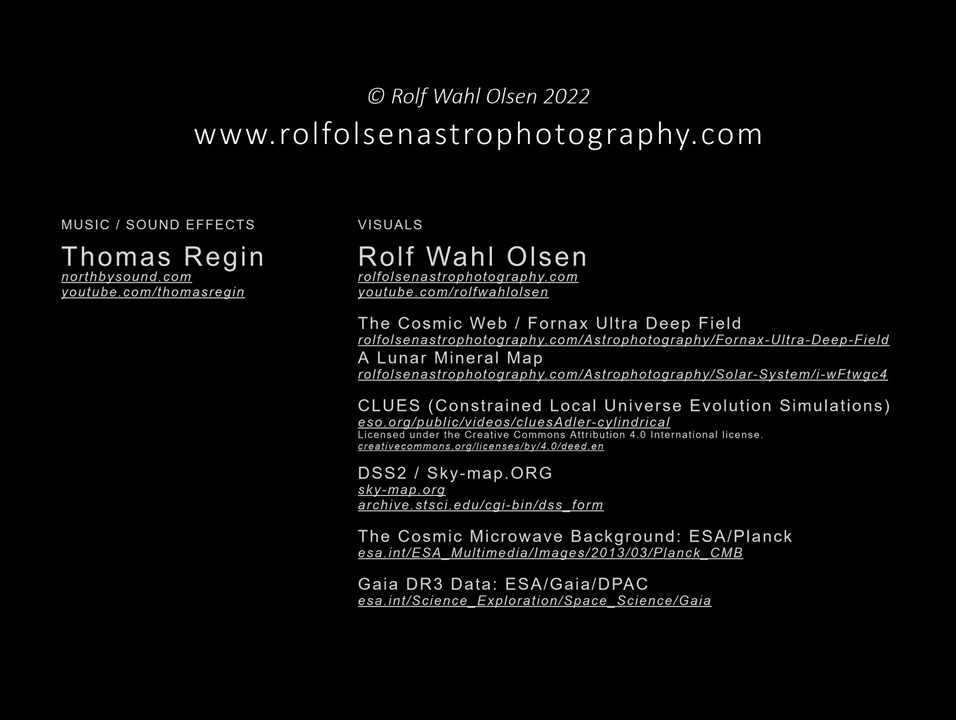 © Rolf Wahl Olsen 2022
www.rolfolsenastrophotography.com
MUSIC / SOUND EFFECTS
Thomas Regin
northbysound.com
youtube.com/thomasregin
VISUALS
Rolf Wahl Olsen
rolfolsenastrophotography.com
youtube.com/rolfwahlolsen
The Cosmic Web / Fornax Ultra Deep Field
rolfolsenastrophotography.com/Astrophotography/Fornax-Ultra-Deep-Field
A Lunar Mineral Map
rolfolsenastrophotography.com/Astrophotography/Solar-System/i-wFtwgc4
CLUES (Constrained Local Universe Evolution Simulations)
eso.org/public/videos/cluesAdler-cylindrical
Licensed under the Creative Commons Attribution 4.0 International license.
creativecommons.org/licenses/by/4.0/deed.en
DSS2 / Sky-map.ORG
sky-map.org
archive.stsci.edu/cgi-bin/dss_form
The Cosmic Microwave Background: ESA/Planck
esa.int/ESA_Multimedia/Images/2013/03/Planck_CMB
Gaia DR3 Data: ESA/Gaia/DPAC
esa.int/Science_Exploration/Space_Science/Gaia